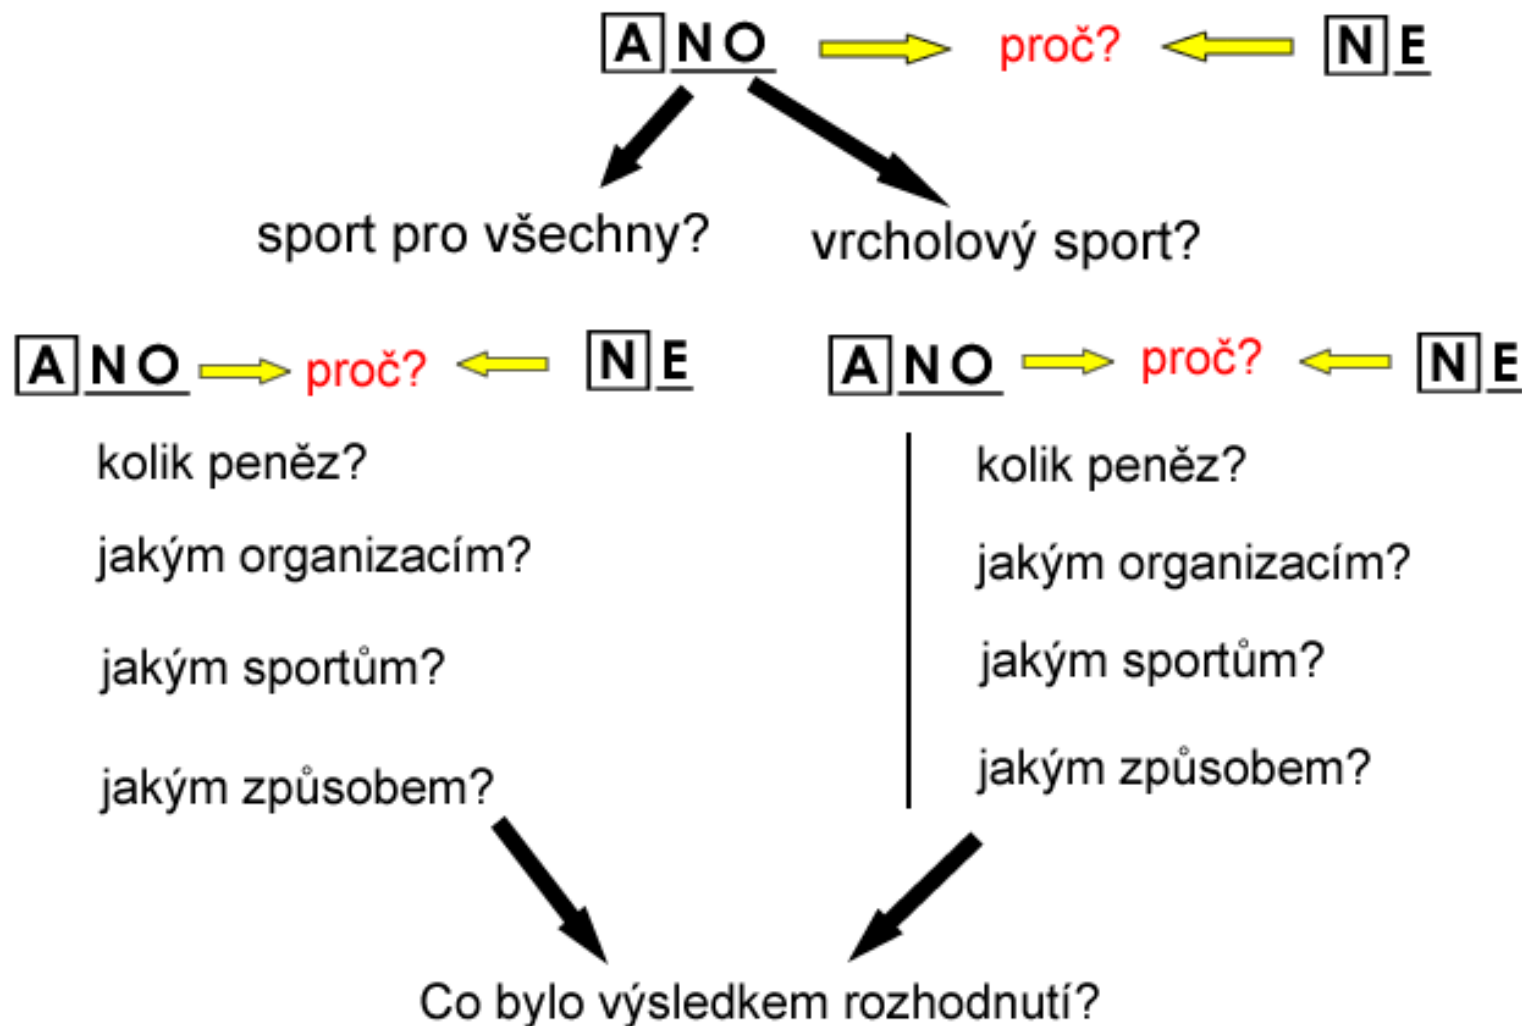 ANO proč? NE
sport pro všechny? vrcholový sport?
ANO proč? NE ANO proč? NE
kolik peněz? kolik peněz?
jakým organizacím? jakým organizacím?
jakým sportům? jakým sportům?
jakým způsobem? jakým způsobem?
Co bylo výsledkem rozhodnutí?